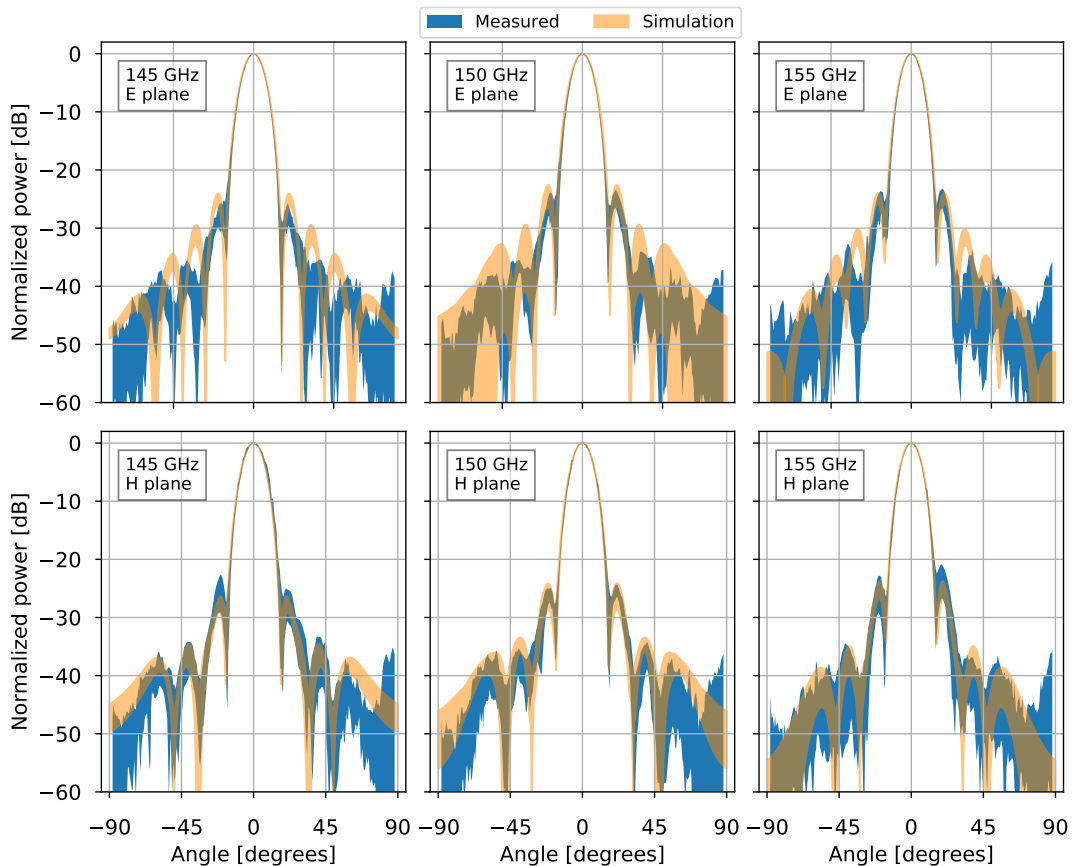 Measured Simulation
0
−10
−20
−30
−40
−50
−60
Normalized power [dB]
145 GHz
E plane
150 GHz
E plane
155 GHz
E plane
0
−10
−20
−30
−40
−50
−60
Normalized power [dB]
145 GHz
H plane
150 GHz
H plane
155 GHz
H plane
−90 −45 0 45 90
−90 −45 0 45 90
−90 −45 0 45 90
Angle [degrees] Angle [degrees] Angle [degrees]